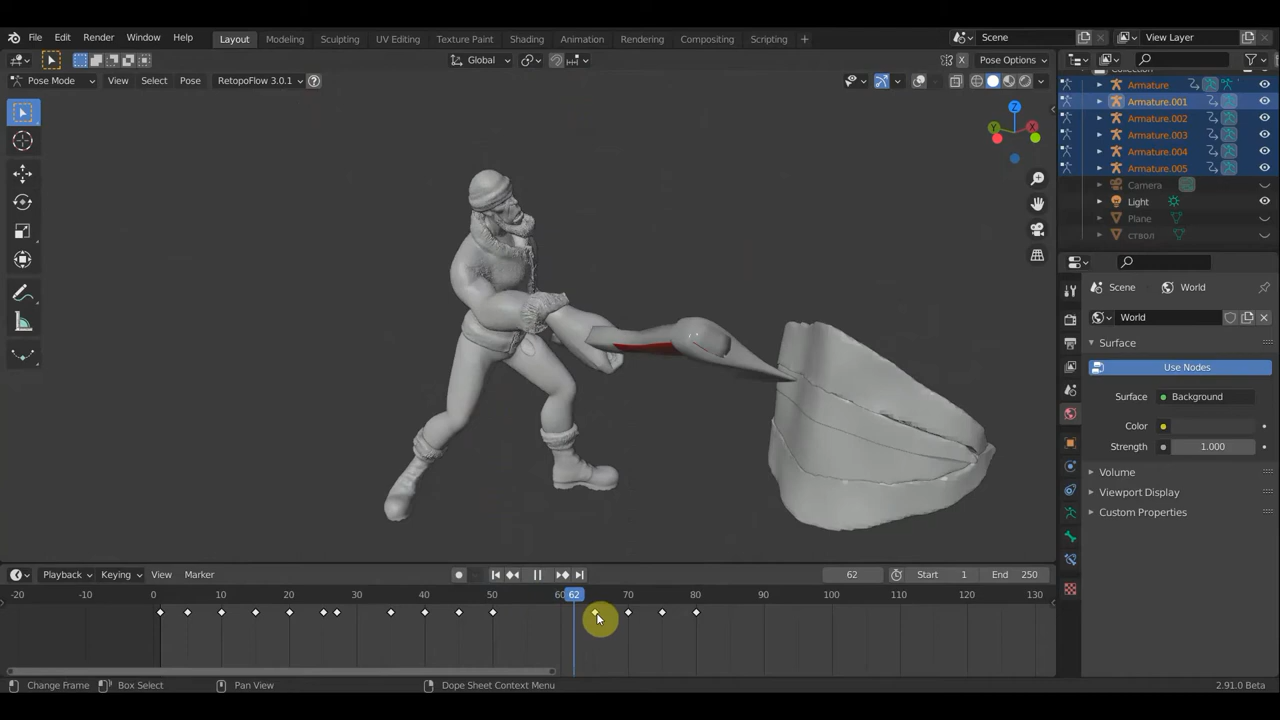 File Edit Render Window Help Layout Modeling Sculpting UV Editing Texture Paint Shading Animation Rendering Compositing Scripting + Scene View Layer
Global X Pose Options
Pose Mode View Select Pose RetopoFlow 3.0.1 ?
Collection
Armature
Armature.001
Armature.002
Armature.003
Armature.004
Armature.005
Camera
Light
Plane
ствол
Z
Y
X
Scene World
World
Surface
Use Nodes
Surface Background
Color
Strength 1.000
Volume
Viewport Display
Custom Properties
Playback Keying View Marker 62 Start 1 End 250
-20 -10 0 10 20 30 40 50 60 62 70 80 90 100 110 120 130
Change Frame Box Select Pan View Dope Sheet Context Menu 2.91.0 Beta